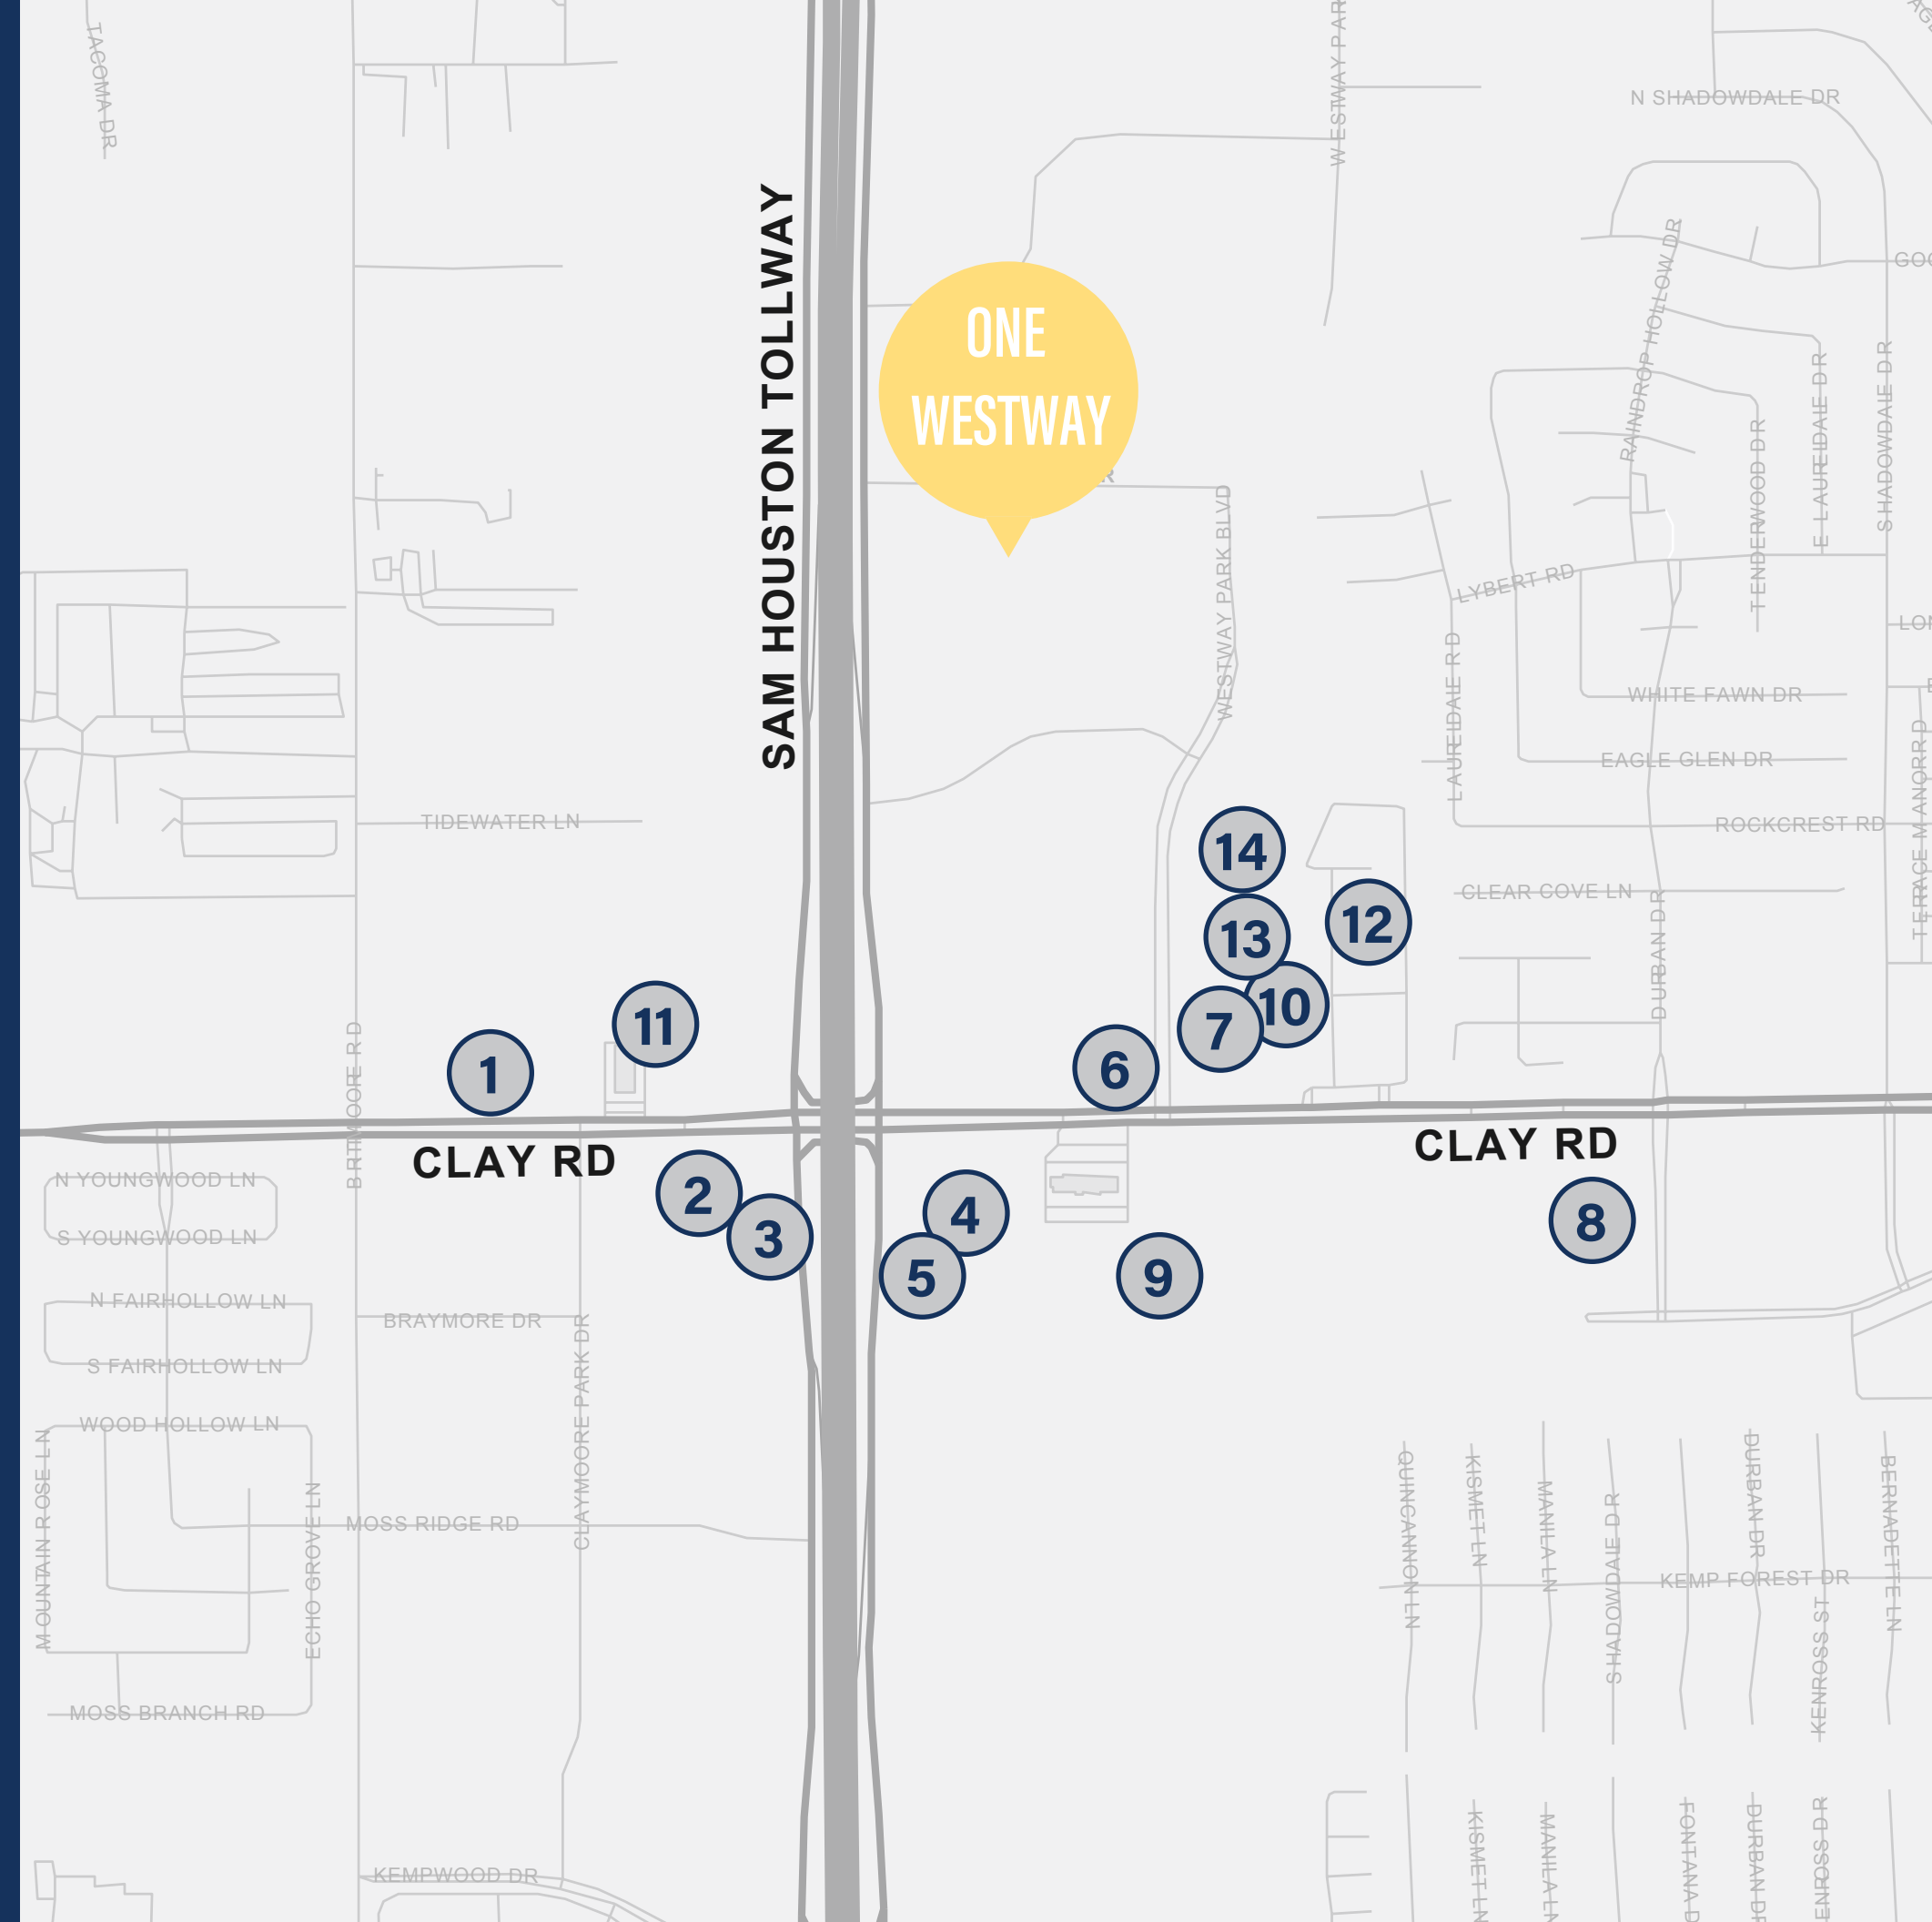 TACOMA DR
N SHADOWDALE DR
SAM HOUSTON TOLLWAY
ONE
WESTWAY
RAINDROP HOLLOW DR
E LAURIDALE DR
SHADOWDALE DR
TENDERWOOD DR
WESTWAY PARK BLVD
LYBERT RD
LAURIDALE RD
WHITE FAWN DR
EAGLE GLEN DR
TERRACE MANOR D
TIDEWATER LN
ROCKCREST RD
CLEAR COVE LN
DURBAN DR
14
12
13
10
11
7
6
1
BRITTMOORE RD
CLAY RD
CLAY RD
N YOUNGWOOD LN
2
4
8
S YOUNGWOOD LN
3
5
9
N FAIRHOLLOW LN
BRAYMORE DR
S FAIRHOLLOW LN
CLAYMOORE PARK DR
WOOD HOLLOW LN
MOUNTAIN ROSE LN
ECHO GROVE LN
MOSS RIDGE RD
QUINCANNON LN
KISMET LN
MANILA LN
SHADOWDALE DR
DURBAN DR
BERNADETTE LN
KEMP FOREST DR
KENROSS ST
MOSS BRANCH RD
KEMPWOOD DR
KISMET LN
MANILA LN
FONTANA D
DURBAN DR
ENROSS DR